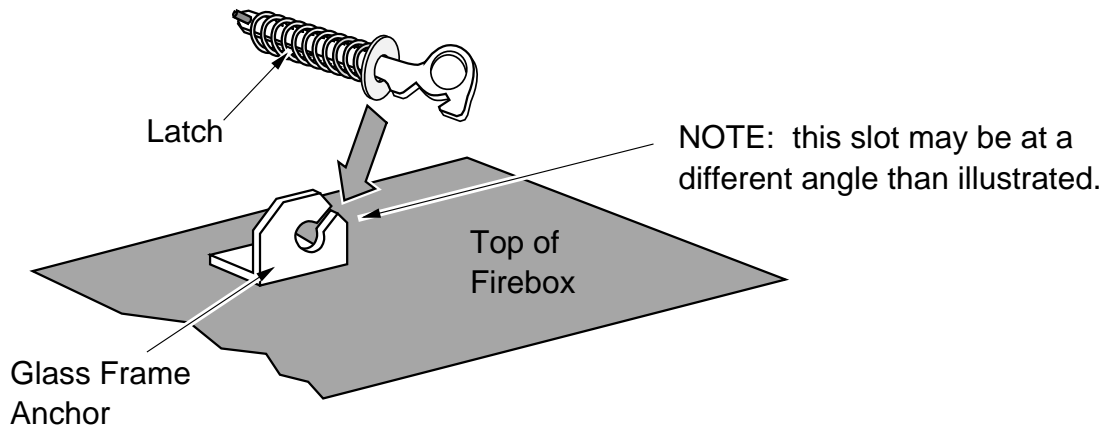 Latch
NOTE: this slot may be at a
different angle than illustrated.
Top of
Firebox
Glass Frame
Anchor